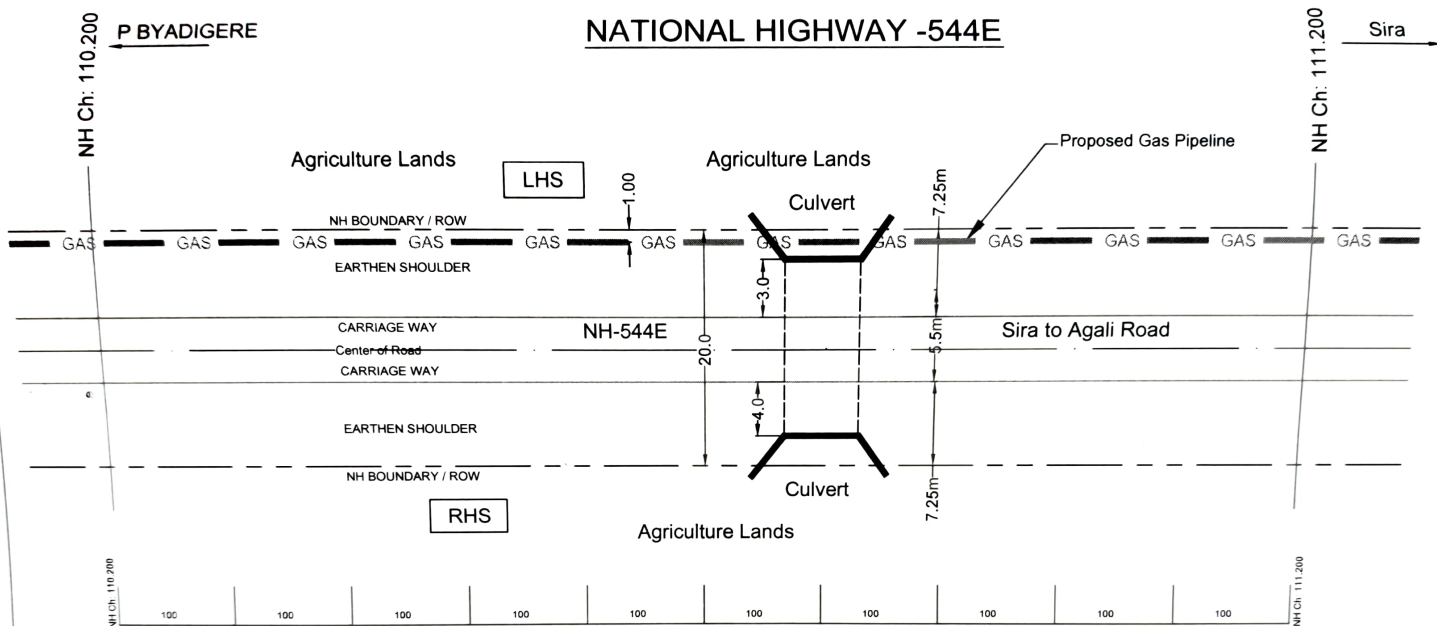 P BYADIGERE
NATIONAL HIGHWAY -544E
Sira
NH Ch: 110.200
NH Ch: 111.200
Agriculture Lands
LHS
Agriculture Lands
Proposed Gas Pipeline
1.00
Culvert
7.25m
NH BOUNDARY / ROW
GAS GAS GAS GAS GAS GAS GAS GAS GAS GAS GAS GAS
EARTHEN SHOULDER
3.0
CARRIAGE WAY
NH-544E
20.0
5.5m
Sira to Agali Road
Center of Road
CARRIAGE WAY
4.0
EARTHEN SHOULDER
NH BOUNDARY / ROW
Culvert
7.25m
RHS
Agriculture Lands
NH Ch: 110.200
100 100 100 100 100 100 100 100 100 100
NH Ch: 111.200